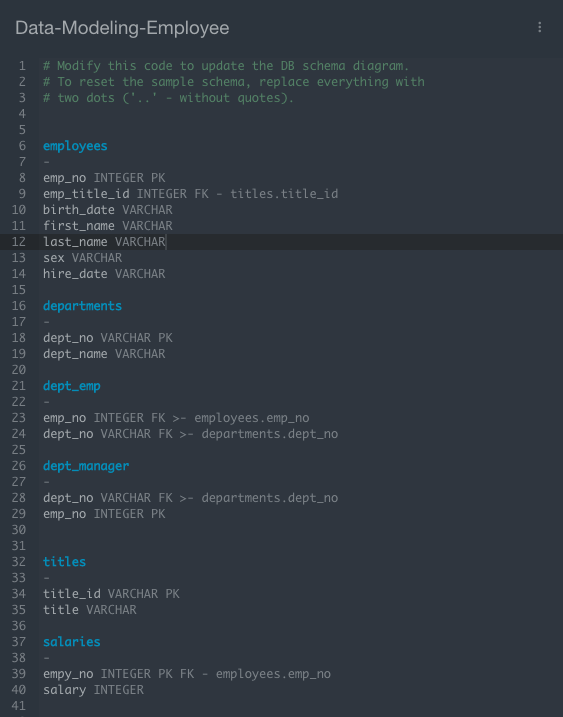 Data-Modeling-Employee
1 # Modify this code to update the DB schema diagram.
2 # To reset the sample schema, replace everything with
3 # two dots ('..' - without quotes).
4
5
6 employees
7 -
8 emp_no INTEGER PK
9 emp_title_id INTEGER FK - titles.title_id
10 birth_date VARCHAR
11 first_name VARCHAR
12 last_name VARCHAR
13 sex VARCHAR
14 hire_date VARCHAR
15
16 departments
17 -
18 dept_no VARCHAR PK
19 dept_name VARCHAR
20
21 dept_emp
22 -
23 emp_no INTEGER FK >- employees.emp_no
24 dept_no VARCHAR FK >- departments.dept_no
25
26 dept_manager
27 -
28 dept_no VARCHAR FK >- departments.dept_no
29 emp_no INTEGER PK
30
31
32 titles
33 -
34 title_id VARCHAR PK
35 title VARCHAR
36
37 salaries
38 -
39 empy_no INTEGER PK FK - employees.emp_no
40 salary INTEGER
41